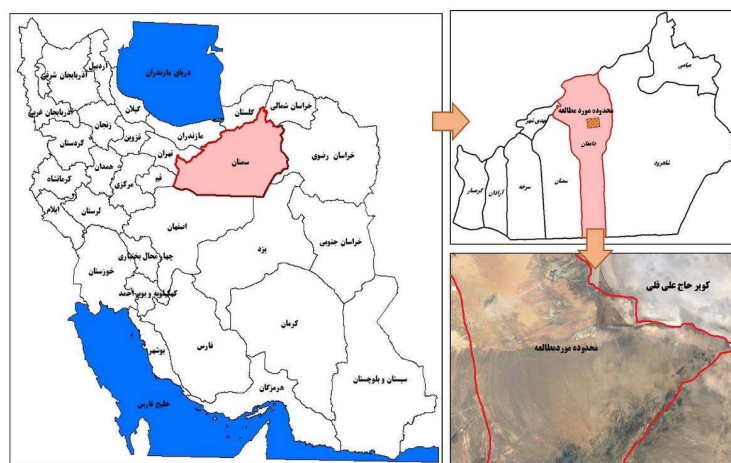 دریای مازندران
اردبیل
آذربایجان شرقی
آذربایجان غربی
گیلان
زنجان
کردستان
قزوین
مازندران
گلستان
خراسان شمالی
تهران
سمنان
خراسان رضوی
همدان
کرمانشاه
مرکزی
قم
ایلام
لرستان
اصفهان
یزد
خراسان جنوبی
چهارمحال بختیاری
خوزستان
کهگیلویه و بویراحمد
فارس
کرمان
بوشهر
هرمزگان
سیستان و بلوچستان
خلیج فارس
میامی
محدوده مورد مطالعه
مهدی شهر
دامغان
شاهرود
سمنان
سرخه
آرادان
گرمسار
کویر حاج علی قلی
محدوده موردمطالعه